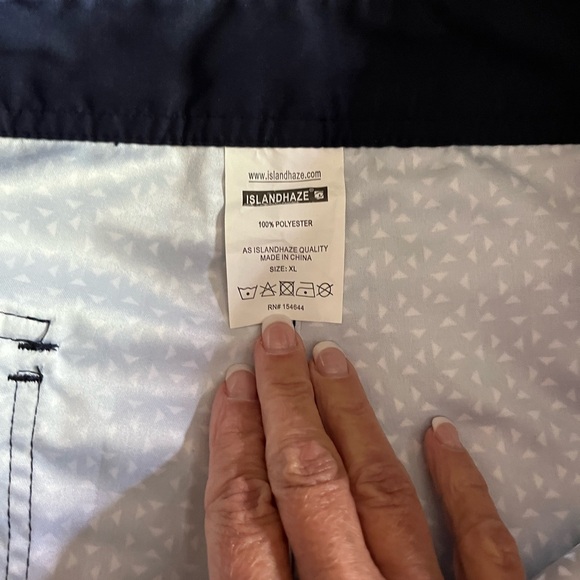 www.islandhaze.com
ISLANDHAZE
100% POLYESTER
AS ISLANDHAZE QUALITY
MADE IN CHINA
SIZE: XL
RN# 154644